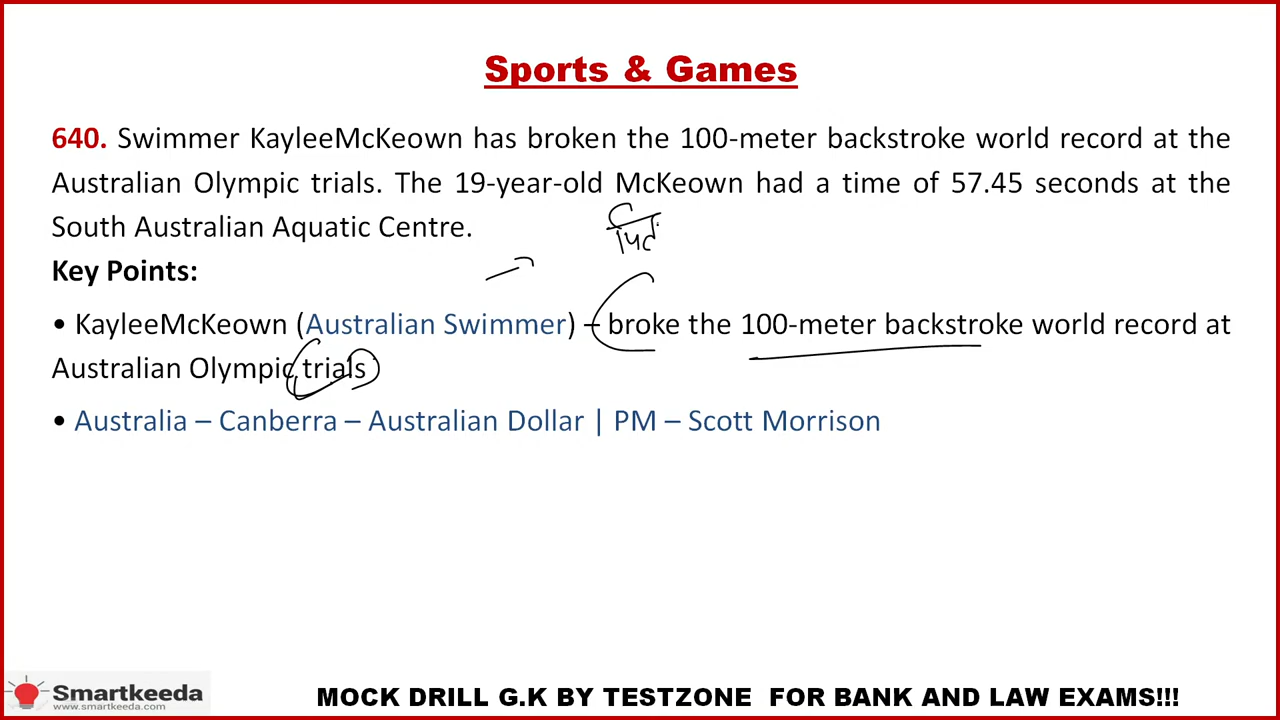 Sports & Games
640. Swimmer KayleeMcKeown has broken the 100-meter backstroke world record at the
Australian Olympic trials. The 19-year-old McKeown had a time of 57.45 seconds at the
South Australian Aquatic Centre.
Key Points:
• KayleeMcKeown (Australian Swimmer) – broke the 100-meter backstroke world record at
Australian Olympic trials
• Australia – Canberra – Australian Dollar | PM – Scott Morrison
Smartkeeda
www.smartkeeda.com
MOCK DRILL G.K BY TESTZONE FOR BANK AND LAW EXAMS!!!